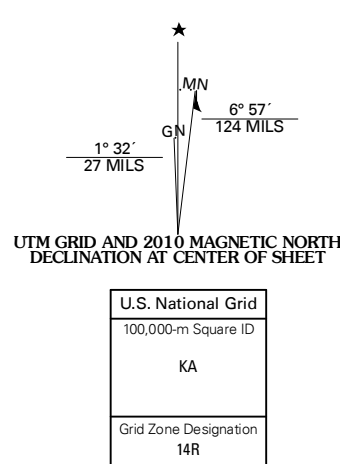 MN
GN
6° 57´
124 MILS
1° 32´
27 MILS
UTM GRID AND 2010 MAGNETIC NORTH
DECLINATION AT CENTER OF SHEET
U.S. National Grid
100,000-m Square ID
KA
Grid Zone Designation
14R